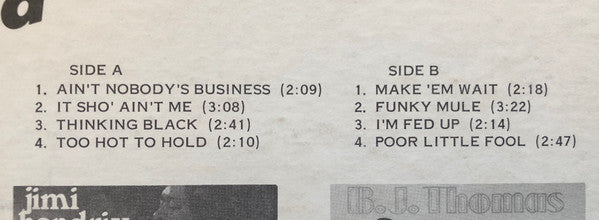 SIDE A
1. AIN'T NOBODY'S BUSINESS (2:09)
2. IT SHO' AIN'T ME (3:08)
3. THINKING BLACK (2:41)
4. TOO HOT TO HOLD (2:10)
SIDE B
1. MAKE 'EM WAIT (2:18)
2. FUNKY MULE (3:22)
3. I'M FED UP (2:14)
4. POOR LITTLE FOOL (2:47)
jimi
hendrix
B.J. Thomas